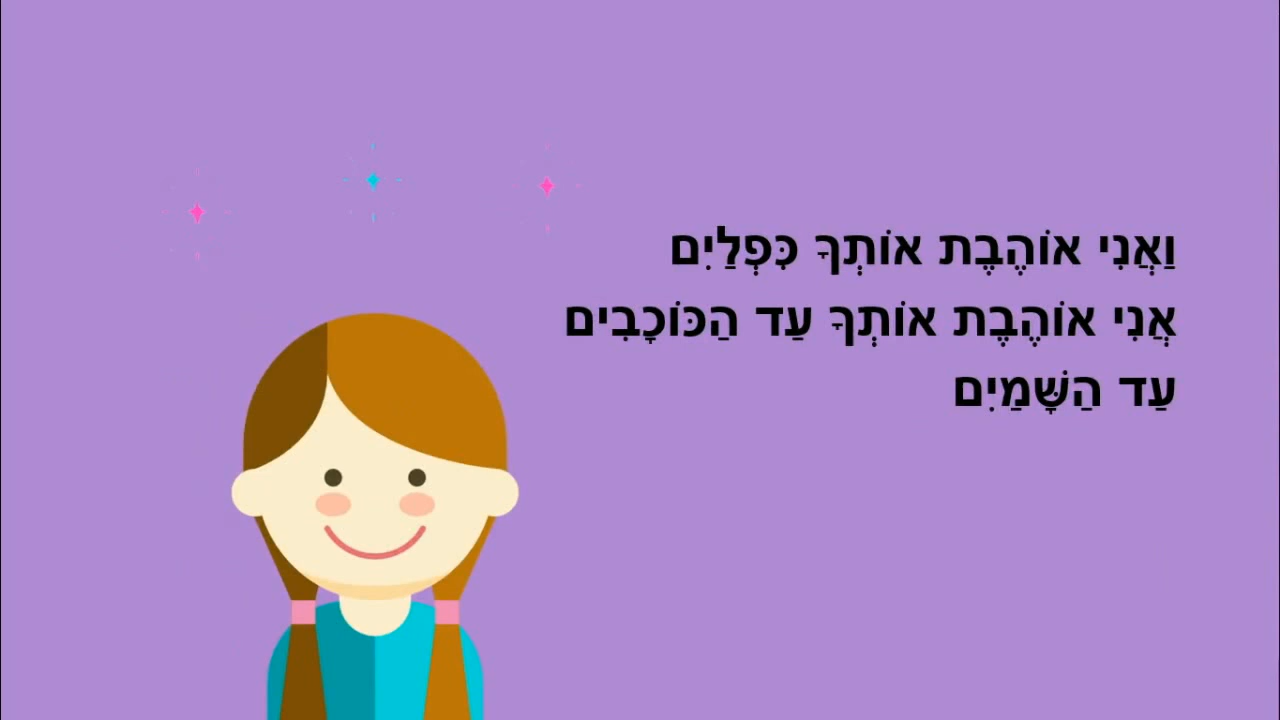 וַאֲנִי אוֹהֶבֶת אוֹתְךָ כִּפְלַיִם
אֲנִי אוֹהֶבֶת אוֹתְךָ עַד הַכּוֹכָבִים
עַד הַשָּׁמַיִם